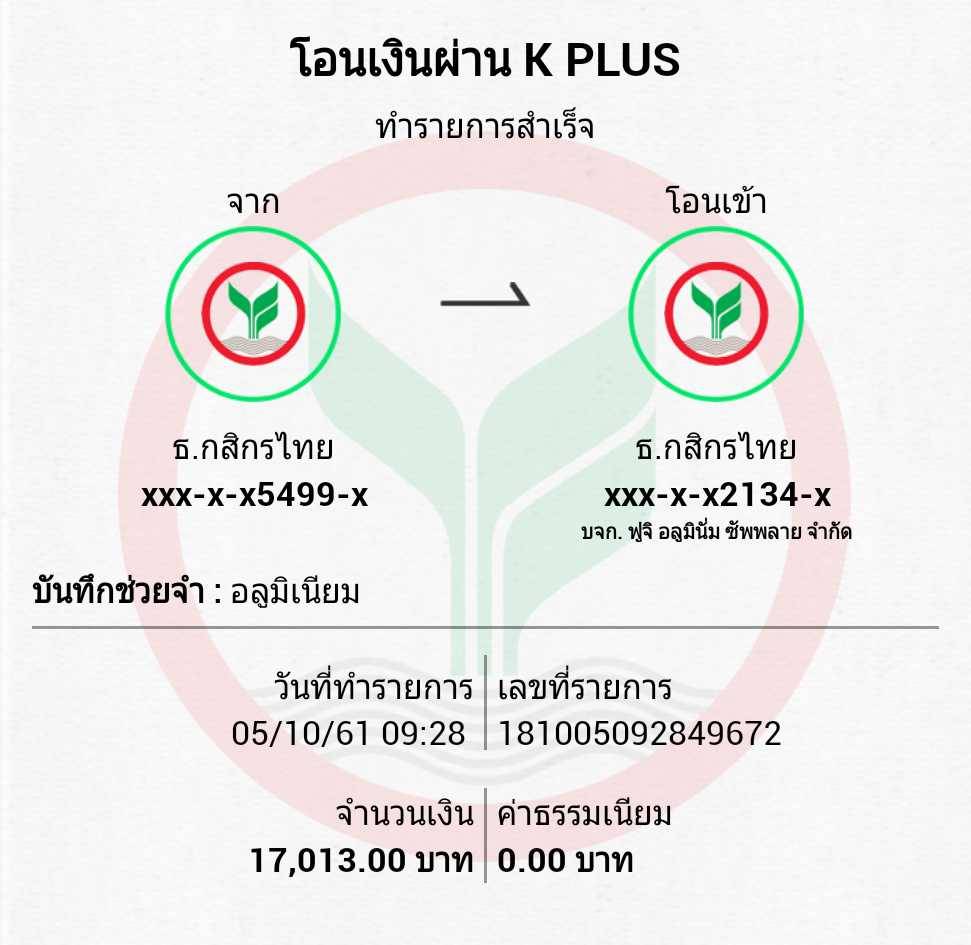 โอนเงินผ่าน K PLUS
ทำรายการสำเร็จ
จาก
โอนเข้า
ธ.กสิกรไทย
xxx-x-x5499-x
ธ.กสิกรไทย
xxx-x-x2134-x
บจก. ฟูจิ อลูมินั่ม ซัพพลาย จำกัด
บันทึกช่วยจำ : อลูมิเนียม
วันที่ทำรายการ
05/10/61 09:28
เลขที่รายการ
181005092849672
จำนวนเงิน
17,013.00 บาท
ค่าธรรมเนียม
0.00 บาท